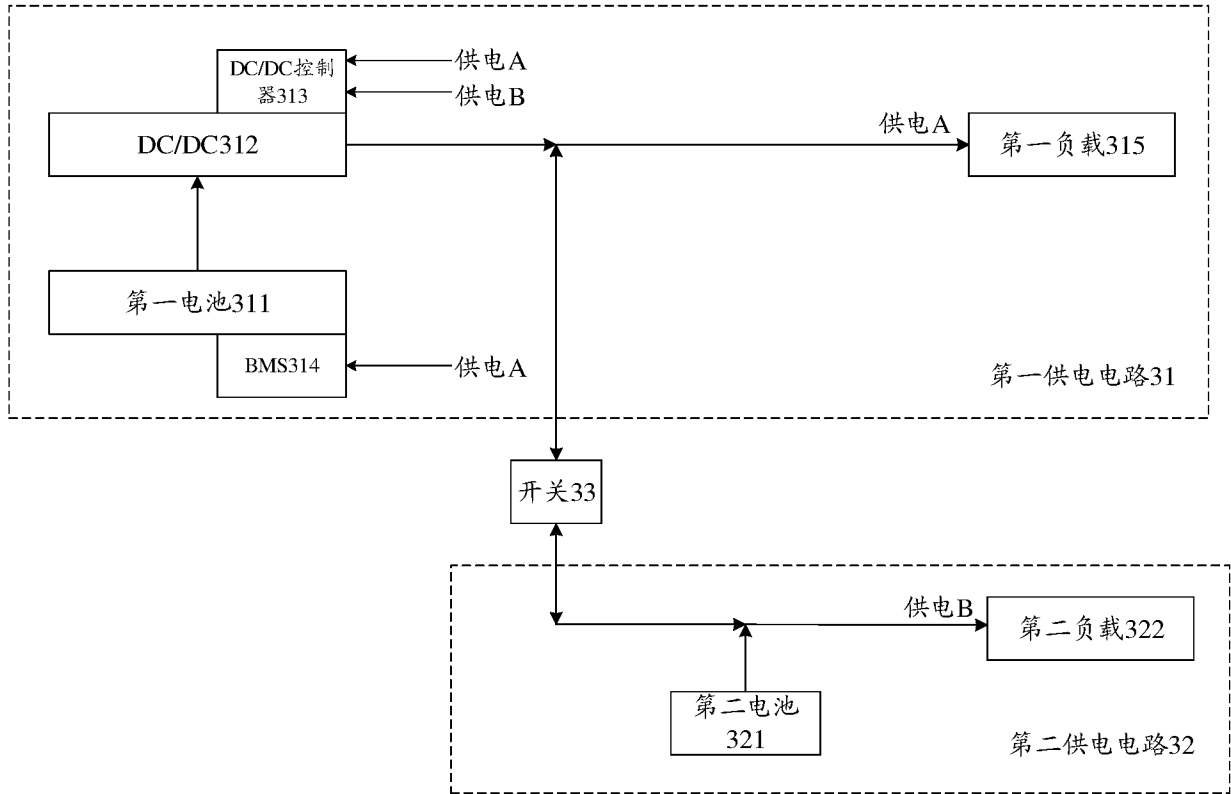 DC/DC控制
器313
供电A
供电B
DC/DC312
供电A
第一负载315
第一电池311
BMS314
供电A
第一供电电路31
开关33
供电B
第二负载322
第二电池
321
第二供电电路32